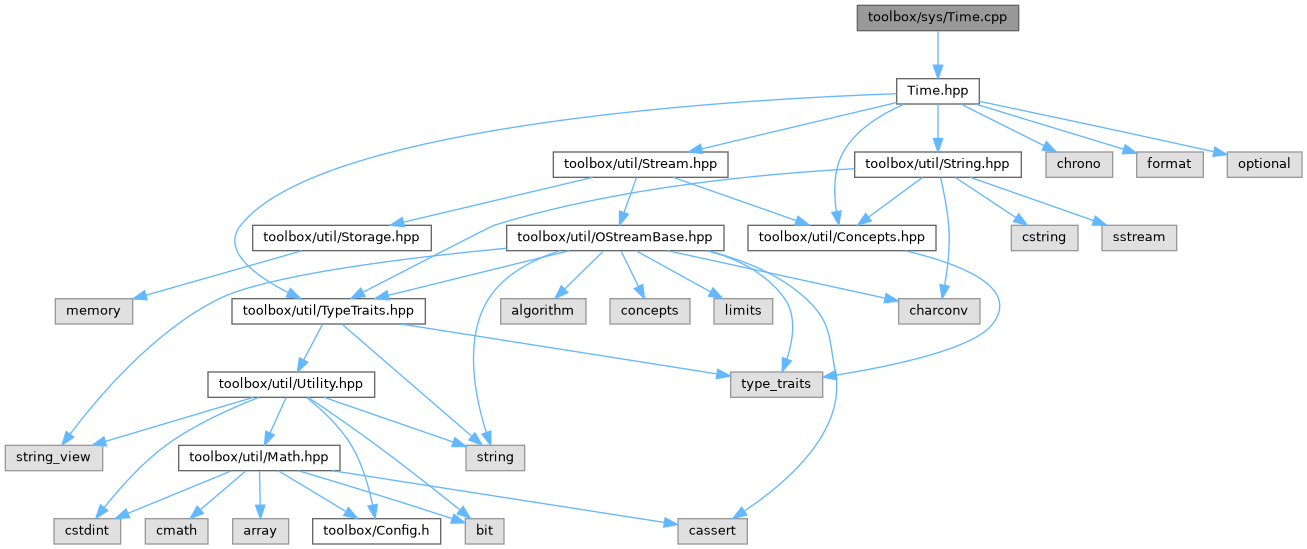 toolbox/sys/Time.cpp
Time.hpp
toolbox/util/Stream.hpp
toolbox/util/String.hpp
chrono
format
optional
toolbox/util/Storage.hpp
toolbox/util/OStreamBase.hpp
toolbox/util/Concepts.hpp
cstring
sstream
memory
toolbox/util/TypeTraits.hpp
algorithm
concepts
limits
charconv
toolbox/util/Utility.hpp
type_traits
string_view
toolbox/util/Math.hpp
string
cstdint
cmath
array
toolbox/Config.h
bit
cassert